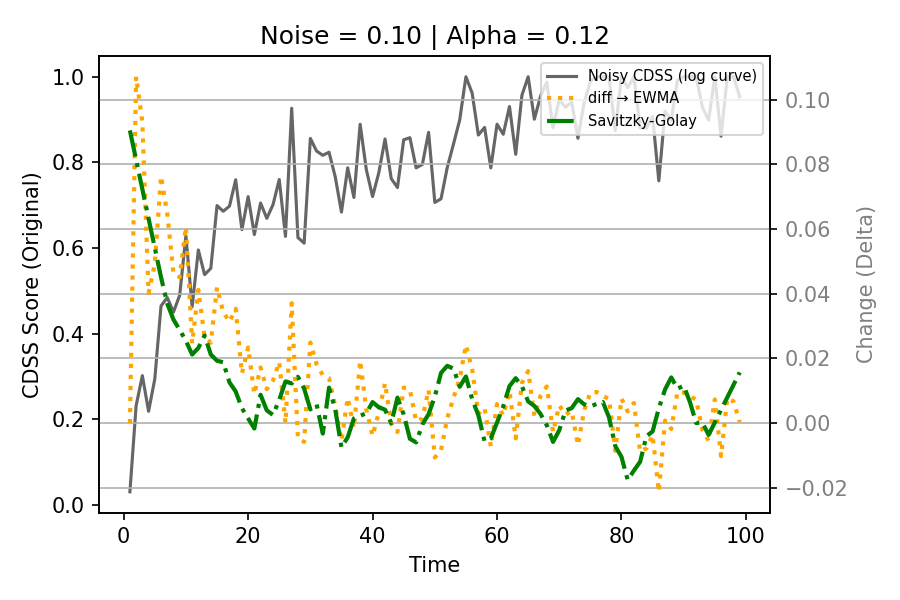 Noise = 0.10 | Alpha = 0.12
Noisy CDSS (log curve)
diff → EWMA
Savitzky-Golay
CDSS Score (Original)
1.0
0.8
0.6
0.4
0.2
0.0
0.10
0.08
0.06
0.04
0.02
0.00
−0.02
Change (Delta)
0
20
40
60
80
100
Time